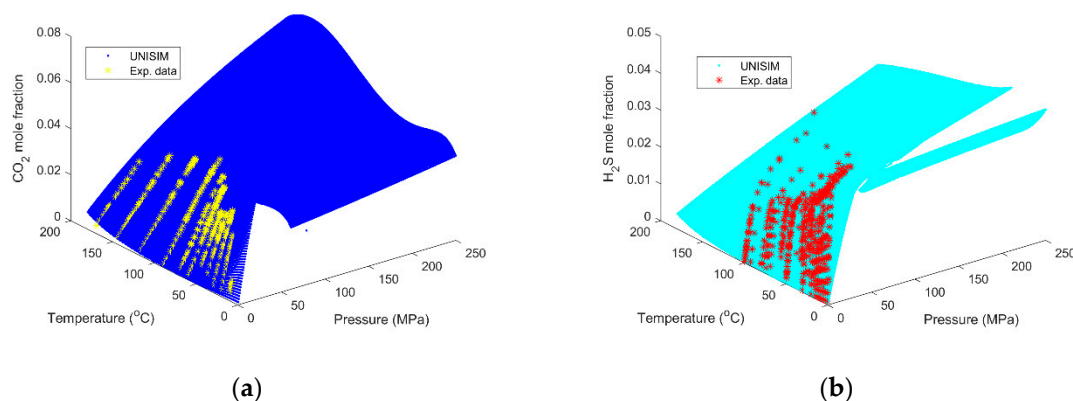 0.08
0.06
0.04
0.02
0
CO2 mole fraction
UNISIM
Exp. data
200
150
100
50
0
Temperature (oC)
0
50
100
150
200
250
Pressure (MPa)
(a)
0.05
0.04
0.03
0.02
0.01
0
H2S mole fraction
UNISIM
Exp. data
200
150
100
50
0
Temperature (oC)
0
50
100
150
200
250
Pressure (MPa)
(b)